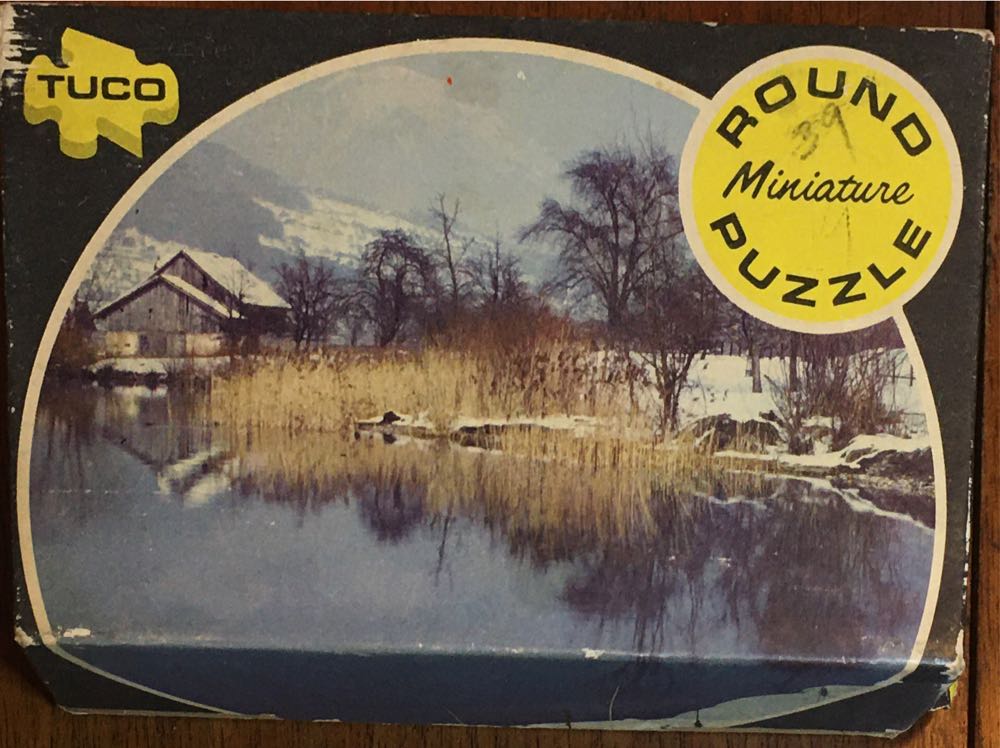 TUCO
ROUND
39
Miniature
PUZZLE